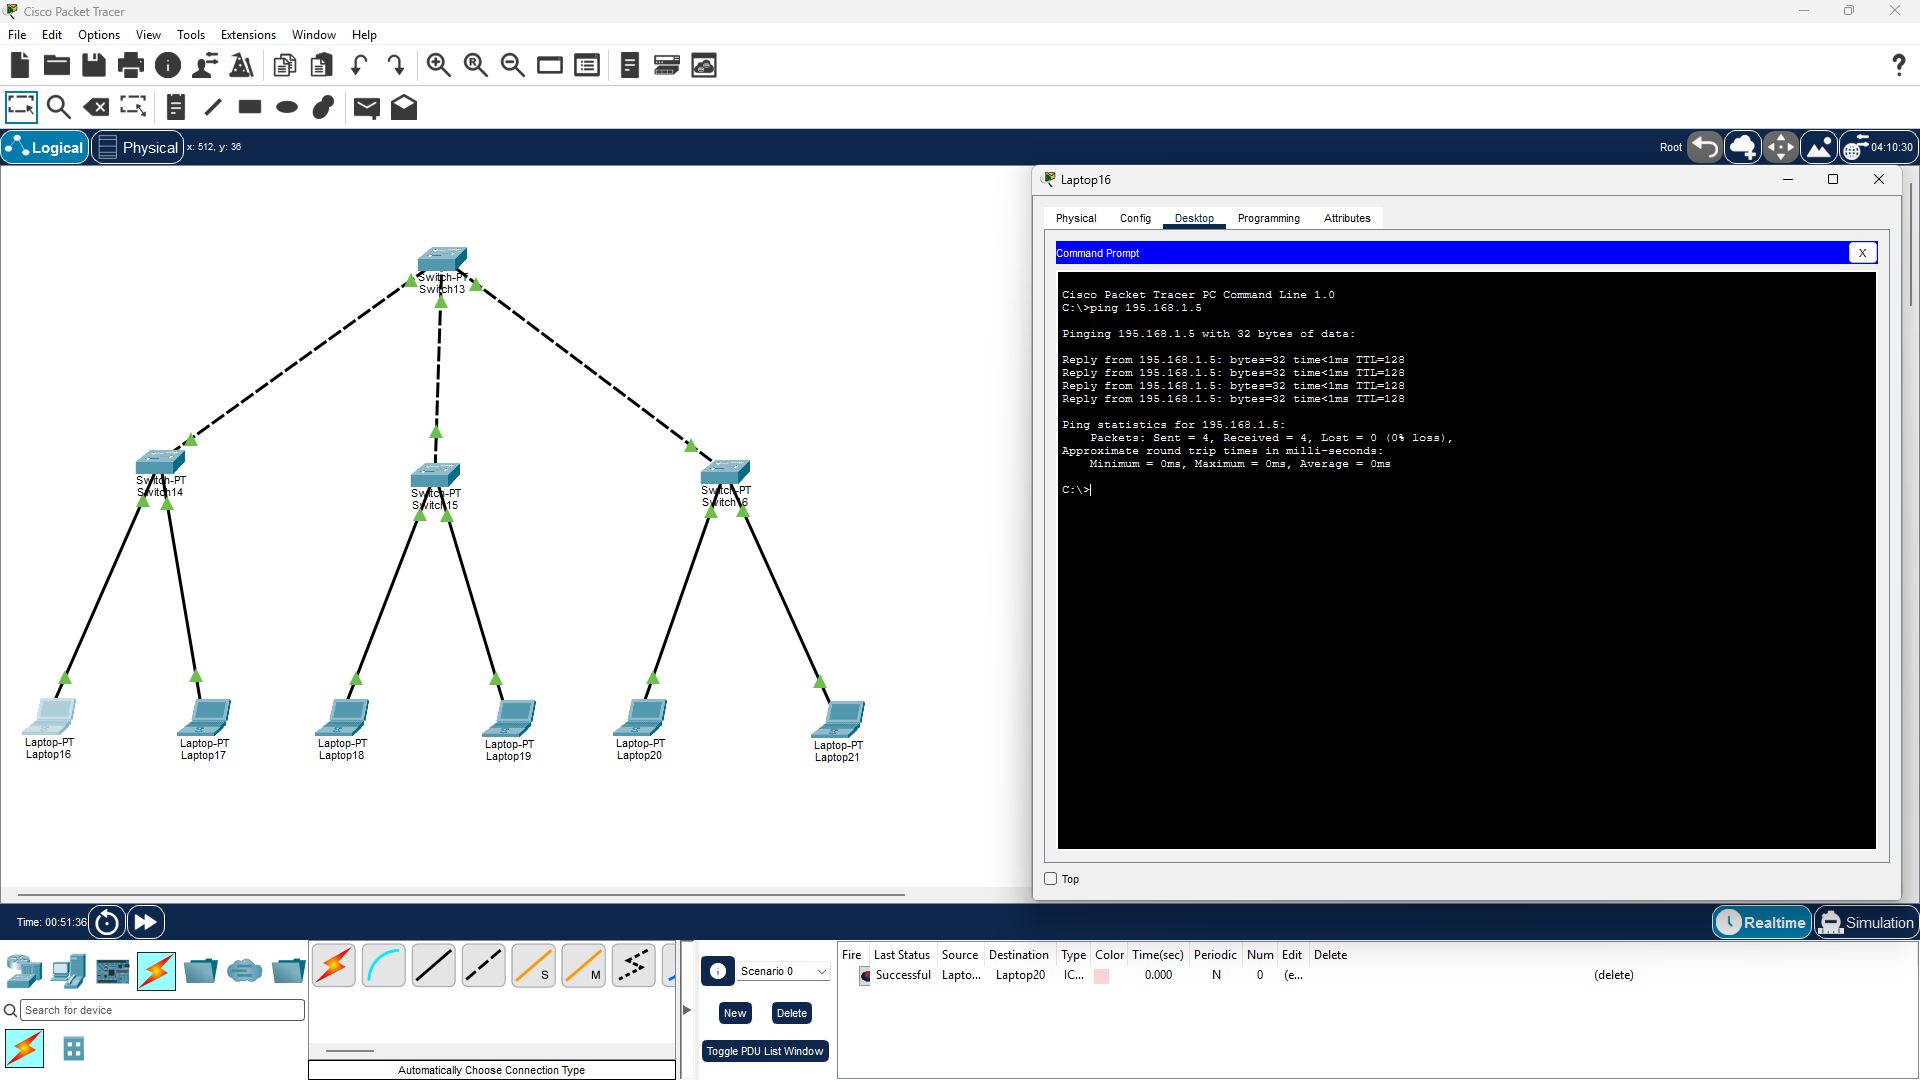 Cisco Packet Tracer
File Edit Options View Tools Extensions Window Help
Logical Physical x: 512, y: 36 Root 04:10:30
Laptop16
Physical Config Desktop Programming Attributes
Command Prompt X
Cisco Packet Tracer PC Command Line 1.0
C:\>ping 195.168.1.5
Pinging 195.168.1.5 with 32 bytes of data:
Reply from 195.168.1.5: bytes=32 time<1ms TTL=128
Reply from 195.168.1.5: bytes=32 time<1ms TTL=128
Reply from 195.168.1.5: bytes=32 time<1ms TTL=128
Reply from 195.168.1.5: bytes=32 time<1ms TTL=128
Ping statistics for 195.168.1.5:
Packets: Sent = 4, Received = 4, Lost = 0 (0% loss),
Approximate round trip times in milli-seconds:
Minimum = 0ms, Maximum = 0ms, Average = 0ms
C:\>
Top
Switch-PT
Switch13
Switch-PT
Switch14
Switch-PT
Switch15
Switch-PT
Switch16
Laptop-PT
Laptop16
Laptop-PT
Laptop17
Laptop-PT
Laptop18
Laptop-PT
Laptop19
Laptop-PT
Laptop20
Laptop-PT
Laptop21
Time: 00:51:36 Realtime Simulation
Search for device
S M
Automatically Choose Connection Type
Scenario 0
New Delete
Toggle PDU List Window
Fire Last Status Source Destination Type Color Time(sec) Periodic Num Edit Delete
Successful Lapto... Laptop20 IC... 0.000 N 0 (e... (delete)